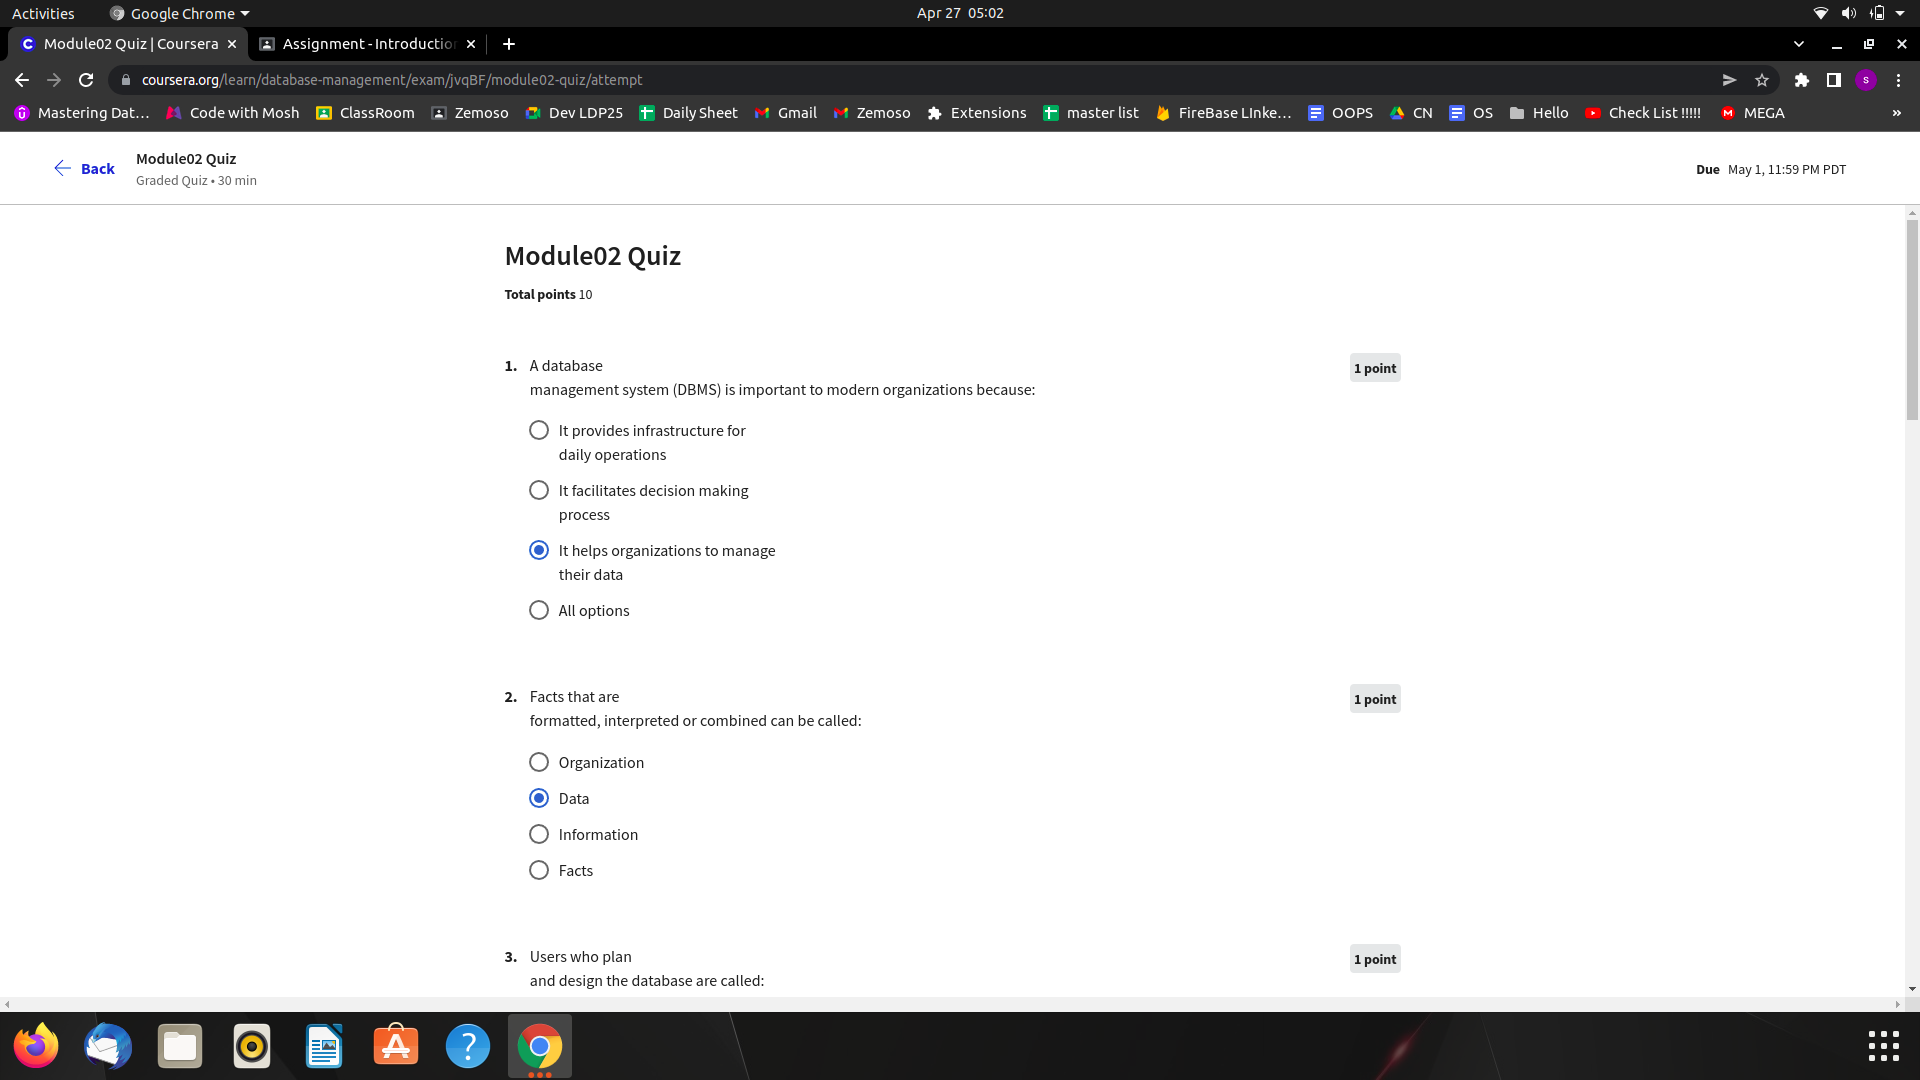 Activities
Google Chrome
Apr 27 05:02
Module02 Quiz | Coursera
Assignment - Introductio
coursera.org/learn/database-management/exam/jvqBF/module02-quiz/attempt
S
Mastering Dat…
Code with Mosh
ClassRoom
Zemoso
Dev LDP25
Daily Sheet
Gmail
Zemoso
Extensions
master list
FireBase LInke…
OOPS
CN
OS
Hello
Check List !!!!!
MEGA
»
Back
Module02 Quiz
Graded Quiz • 30 min
Due May 1, 11:59 PM PDT
Module02 Quiz
Total points 10
1. A database
management system (DBMS) is important to modern organizations because:
1 point
It provides infrastructure for
daily operations
It facilitates decision making
process
It helps organizations to manage
their data
All options
2. Facts that are
formatted, interpreted or combined can be called:
1 point
Organization
Data
Information
Facts
3. Users who plan
and design the database are called:
1 point